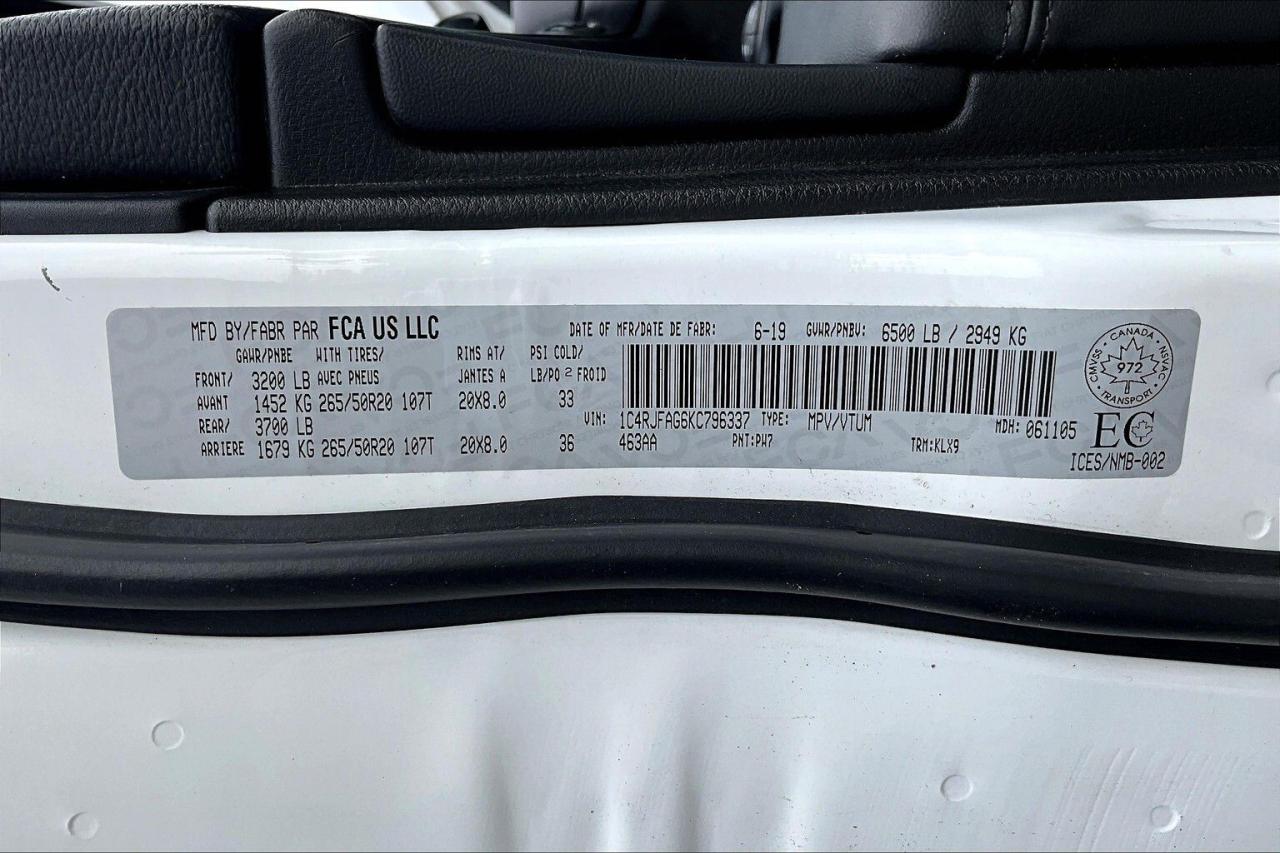 MFD BY/FABR PAR FCA US LLC DATE OF MFR/DATE DE FABR: 6-19 GVWR/PNBV: 6500 LB / 2949 KG
GAWR/PNBE WITH TIRES/ RIMS AT/ PSI COLD/
FRONT/ 3200 LB AVEC PNEUS JANTES A LB/PO 2 FROID
AVANT 1452 KG 265/50R20 107T 20X8.0 33
REAR/ 3700 LB VIN: 1C4RJFAG6KC796337 TYPE: MPV/VTUM MDH: 061105
ARRIERE 1679 KG 265/50R20 107T 20X8.0 36 463AA PNT:PW7 TRM:KLX9
CANADA
CMVSS 972 NSVAC
TRANSPORT
EC
ICES/NMB-002